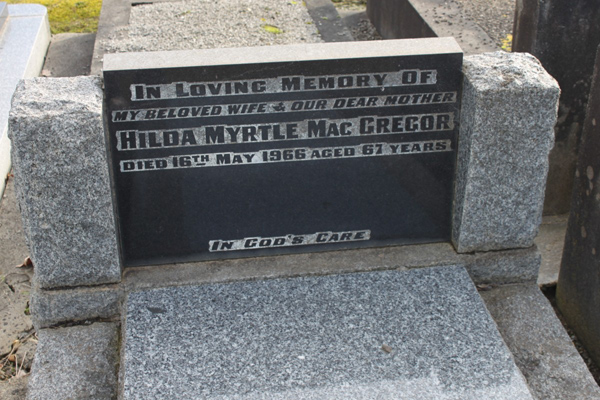 In Loving Memory Of
My Beloved Wife & Our Dear Mother
Hilda Myrtle Mac Gregor
Died 16th May 1966 Aged 67 Years
In God's Care